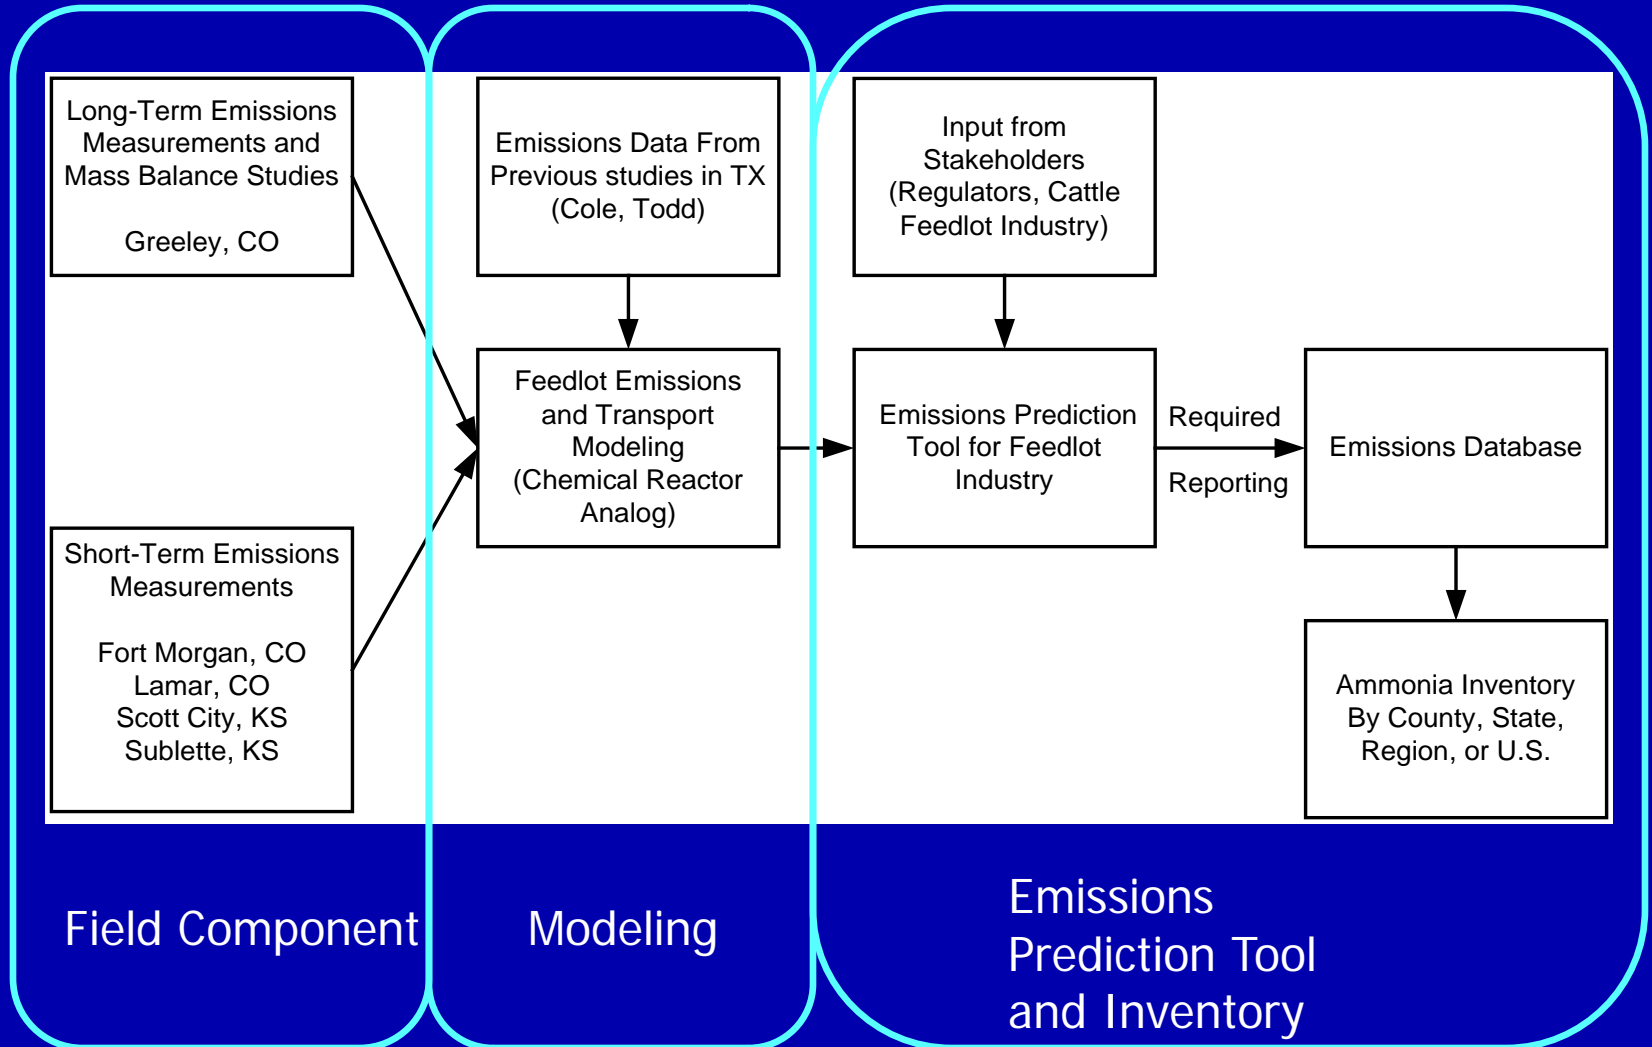 Long-Term Emissions
Measurements and
Mass Balance Studies
Greeley, CO
Emissions Data From
Previous studies in TX
(Cole, Todd)
Input from
Stakeholders
(Regulators, Cattle
Feedlot Industry)
Feedlot Emissions
and Transport
Modeling
(Chemical Reactor
Analog)
Emissions Prediction
Tool for Feedlot
Industry
Required
Reporting
Emissions Database
Short-Term Emissions
Measurements
Fort Morgan, CO
Lamar, CO
Scott City, KS
Sublette, KS
Ammonia Inventory
By County, State,
Region, or U.S.
Field Component
Modeling
Emissions
Prediction Tool
and Inventory